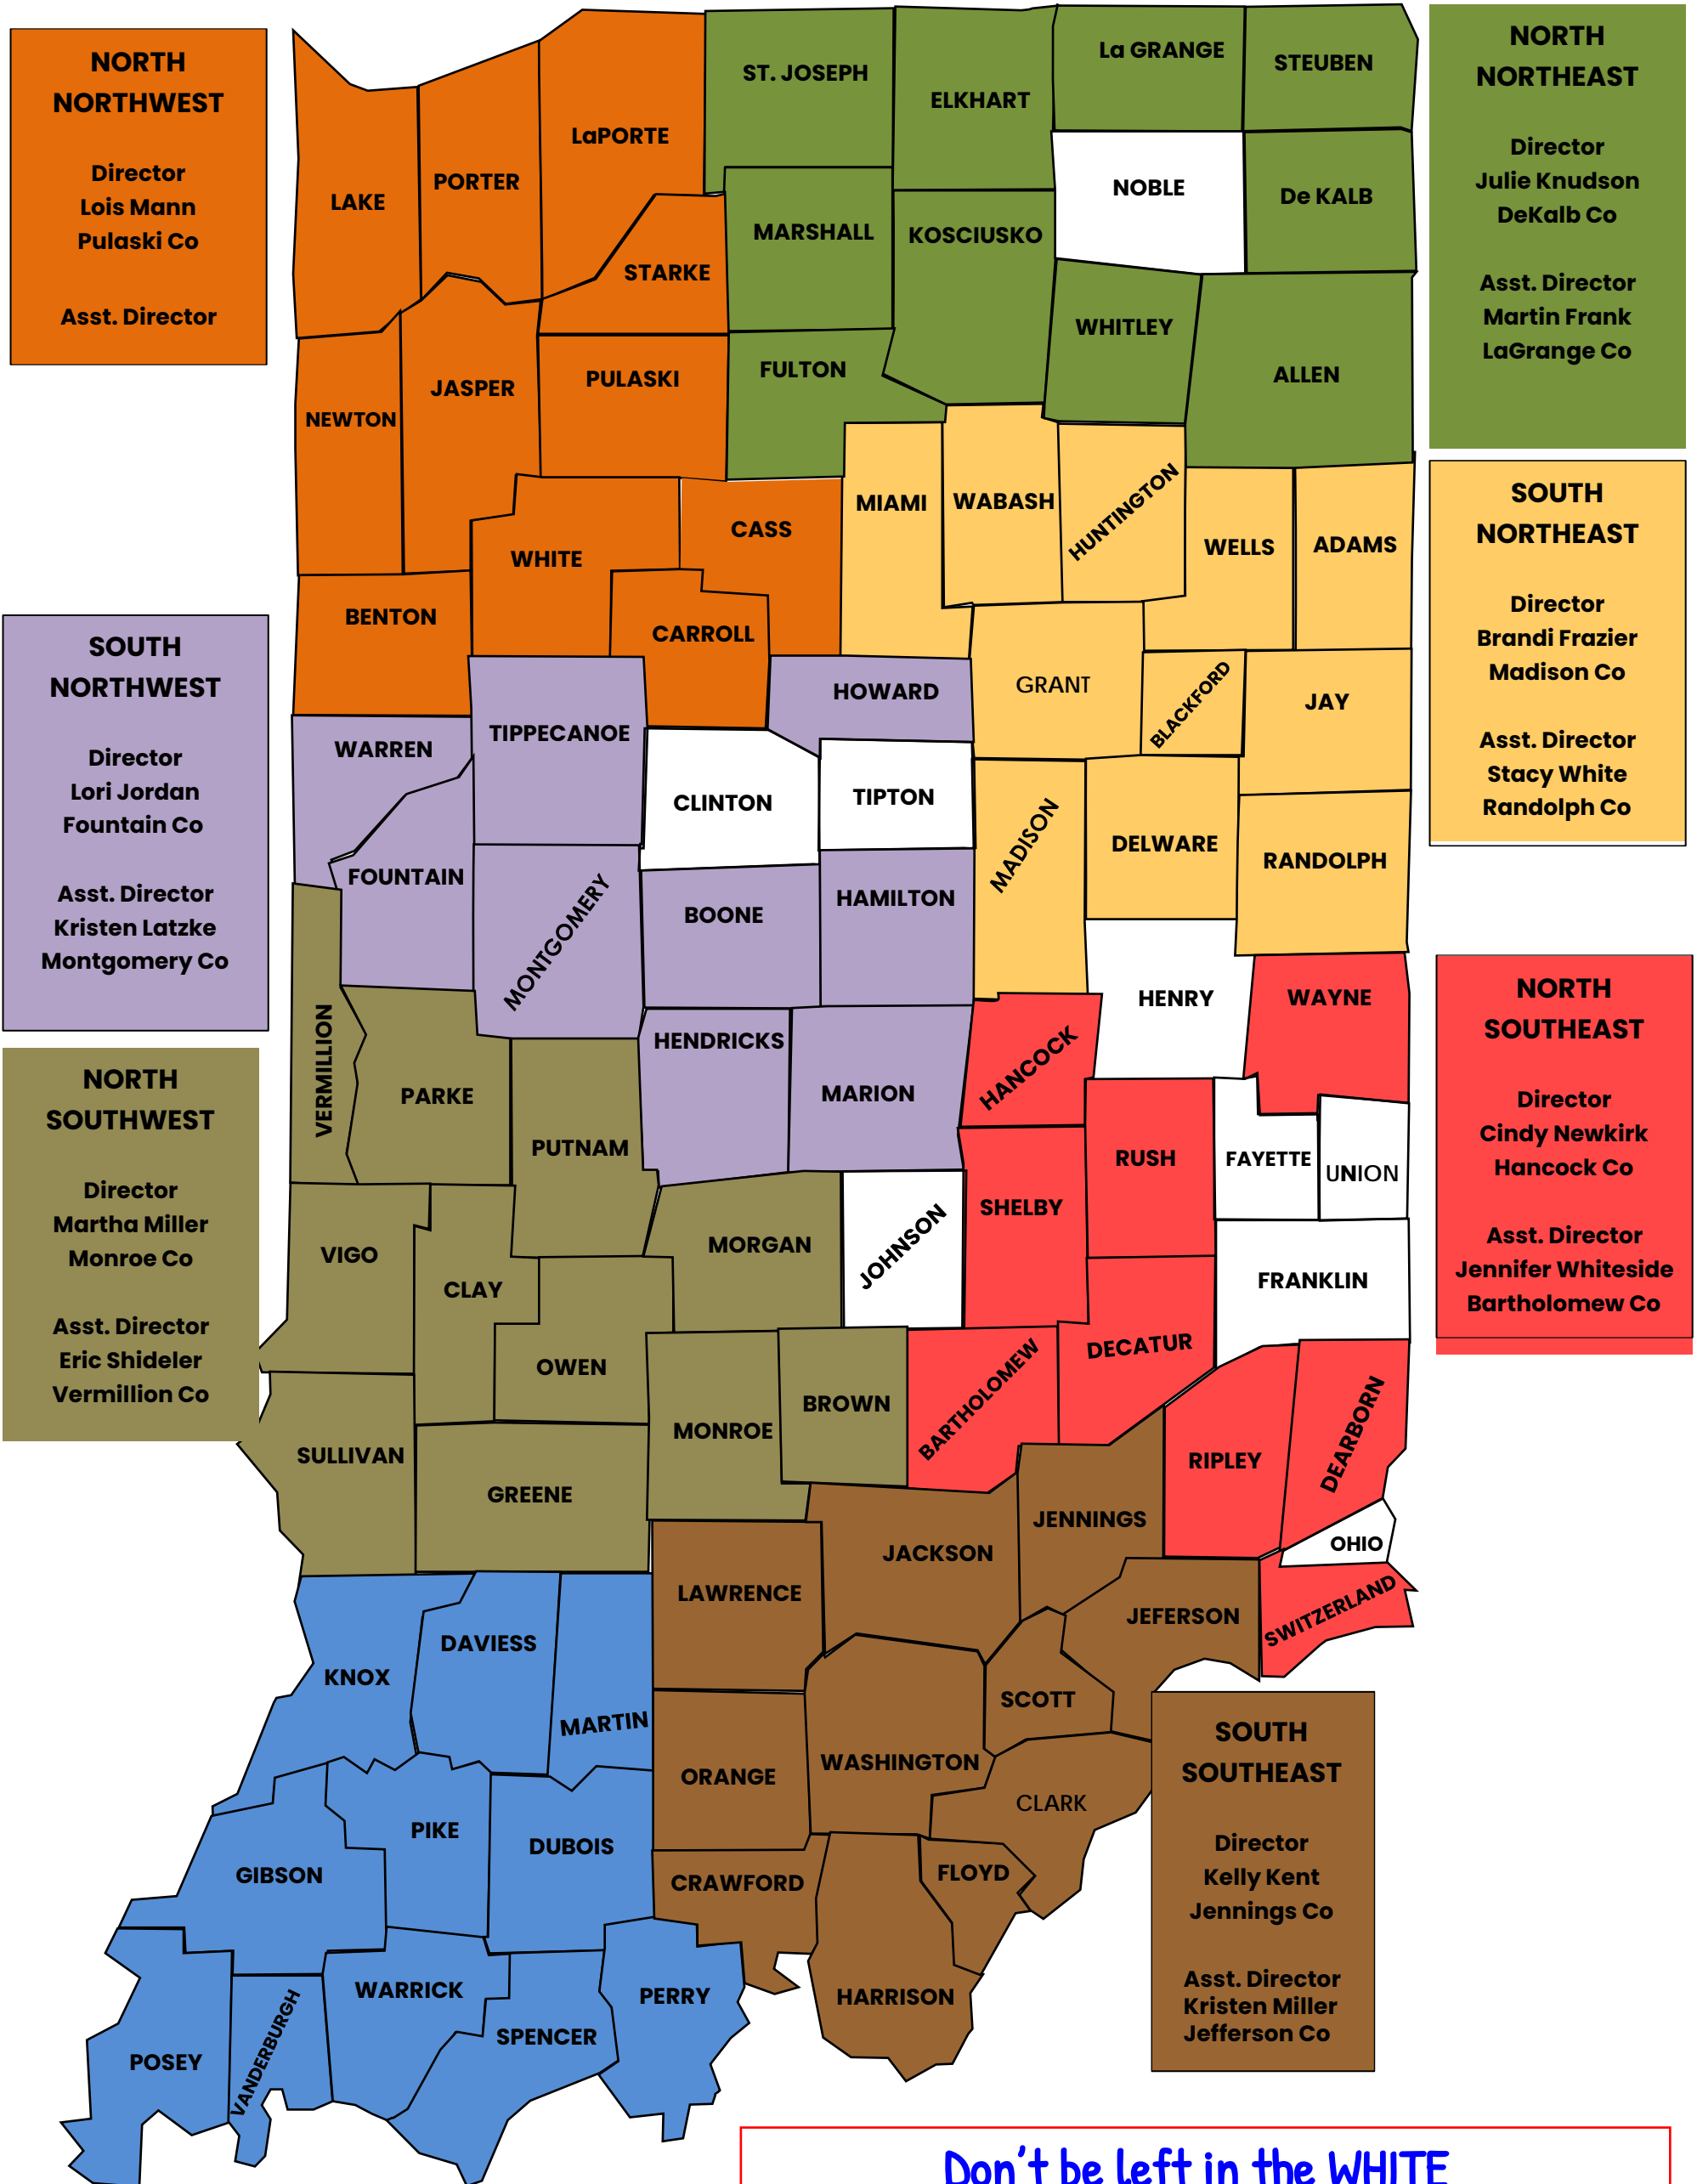 NORTH
NORTHWEST
Director
Lois Mann
Pulaski Co
Asst. Director
NORTH
NORTHEAST
Director
Julie Knudson
DeKalb Co
Asst. Director
Martin Frank
LaGrange Co
SOUTH
NORTHEAST
Director
Brandi Frazier
Madison Co
Asst. Director
Stacy White
Randolph Co
SOUTH
NORTHWEST
Director
Lori Jordan
Fountain Co
Asst. Director
Kristen Latzke
Montgomery Co
NORTH
SOUTHWEST
Director
Martha Miller
Monroe Co
Asst. Director
Eric Shideler
Vermillion Co
NORTH
SOUTHEAST
Director
Cindy Newkirk
Hancock Co
Asst. Director
Jennifer Whiteside
Bartholomew Co
SOUTH
SOUTHEAST
Director
Kelly Kent
Jennings Co
Asst. Director
Kristen Miller
Jefferson Co
LAKE
PORTER
LaPORTE
ST. JOSEPH
ELKHART
La GRANGE
STEUBEN
NOBLE
De KALB
STARKE
MARSHALL
KOSCIUSKO
WHITLEY
ALLEN
NEWTON
JASPER
PULASKI
FULTON
MIAMI
WABASH
HUNTINGTON
WELLS
ADAMS
WHITE
CASS
BENTON
CARROLL
HOWARD
GRANT
BLACKFORD
JAY
WARREN
TIPPECANOE
CLINTON
TIPTON
MADISON
DELWARE
RANDOLPH
FOUNTAIN
MONTGOMERY
BOONE
HAMILTON
HENRY
WAYNE
VERMILLION
PARKE
PUTNAM
HENDRICKS
MARION
HANCOCK
RUSH
FAYETTE
UNION
VIGO
CLAY
MORGAN
JOHNSON
SHELBY
FRANKLIN
OWEN
BROWN
BARTHOLOMEW
DECATUR
SULLIVAN
GREENE
MONROE
RIPLEY
DEARBORN
JENNINGS
OHIO
JACKSON
LAWRENCE
JEFERSON
SWITZERLAND
KNOX
DAVIESS
MARTIN
SCOTT
ORANGE
WASHINGTON
CLARK
PIKE
DUBOIS
GIBSON
CRAWFORD
FLOYD
WARRICK
PERRY
HARRISON
POSEY
VANDERBURGH
SPENCER
Don't be left in the WHITE